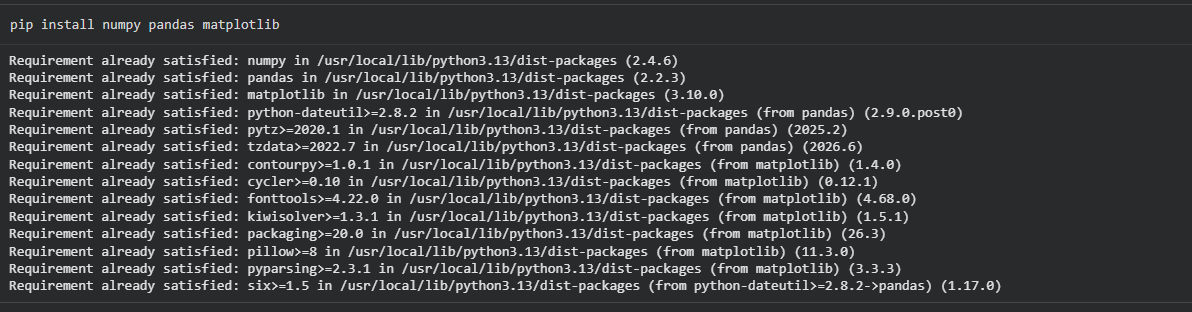 pip install numpy pandas matplotlib
Requirement already satisfied: numpy in /usr/local/lib/python3.13/dist-packages (2.4.6)
Requirement already satisfied: pandas in /usr/local/lib/python3.13/dist-packages (2.2.3)
Requirement already satisfied: matplotlib in /usr/local/lib/python3.13/dist-packages (3.10.0)
Requirement already satisfied: python-dateutil>=2.8.2 in /usr/local/lib/python3.13/dist-packages (from pandas) (2.9.0.post0)
Requirement already satisfied: pytz>=2020.1 in /usr/local/lib/python3.13/dist-packages (from pandas) (2025.2)
Requirement already satisfied: tzdata>=2022.7 in /usr/local/lib/python3.13/dist-packages (from pandas) (2026.6)
Requirement already satisfied: contourpy>=1.0.1 in /usr/local/lib/python3.13/dist-packages (from matplotlib) (1.4.0)
Requirement already satisfied: cycler>=0.10 in /usr/local/lib/python3.13/dist-packages (from matplotlib) (0.12.1)
Requirement already satisfied: fonttools>=4.22.0 in /usr/local/lib/python3.13/dist-packages (from matplotlib) (4.68.0)
Requirement already satisfied: kiwisolver>=1.3.1 in /usr/local/lib/python3.13/dist-packages (from matplotlib) (1.5.1)
Requirement already satisfied: packaging>=20.0 in /usr/local/lib/python3.13/dist-packages (from matplotlib) (26.3)
Requirement already satisfied: pillow>=8 in /usr/local/lib/python3.13/dist-packages (from matplotlib) (11.3.0)
Requirement already satisfied: pyparsing>=2.3.1 in /usr/local/lib/python3.13/dist-packages (from matplotlib) (3.3.3)
Requirement already satisfied: six>=1.5 in /usr/local/lib/python3.13/dist-packages (from python-dateutil>=2.8.2->pandas) (1.17.0)